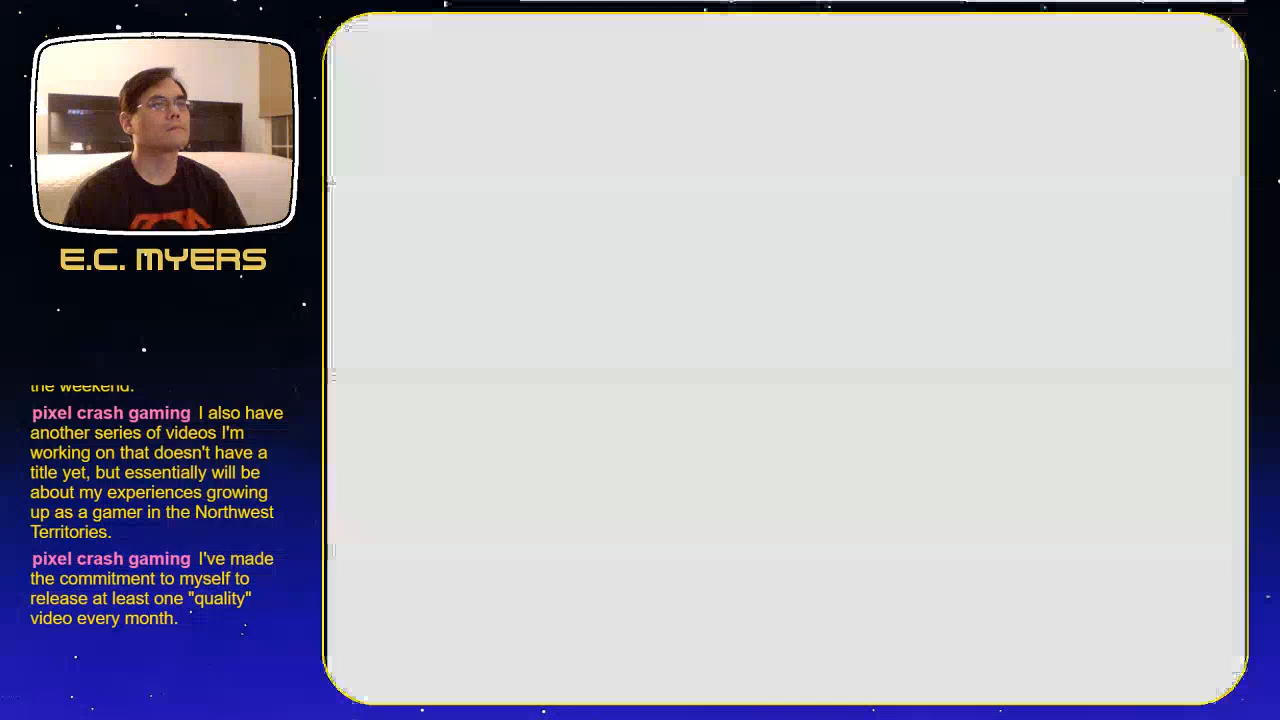 E.C. MYERS
the weekend.
pixel crash gaming I also have
another series of videos I'm
working on that doesn't have a
title yet, but essentially will be
about my experiences growing
up as a gamer in the Northwest
Territories.
pixel crash gaming I've made
the commitment to myself to
release at least one "quality"
video every month.